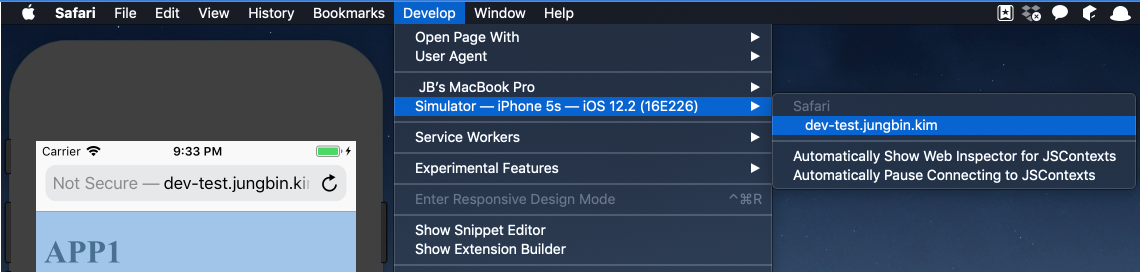 Safari File Edit View History Bookmarks Develop Window Help
Open Page With
User Agent
JB’s MacBook Pro
Simulator — iPhone 5s — iOS 12.2 (16E226)
Service Workers
Experimental Features
Enter Responsive Design Mode ⌃⌘R
Show Snippet Editor
Show Extension Builder
Safari
dev-test.jungbin.kim
Automatically Show Web Inspector for JSContexts
Automatically Pause Connecting to JSContexts
Carrier 9:33 PM
Not Secure — dev-test.jungbin.ki
APP1